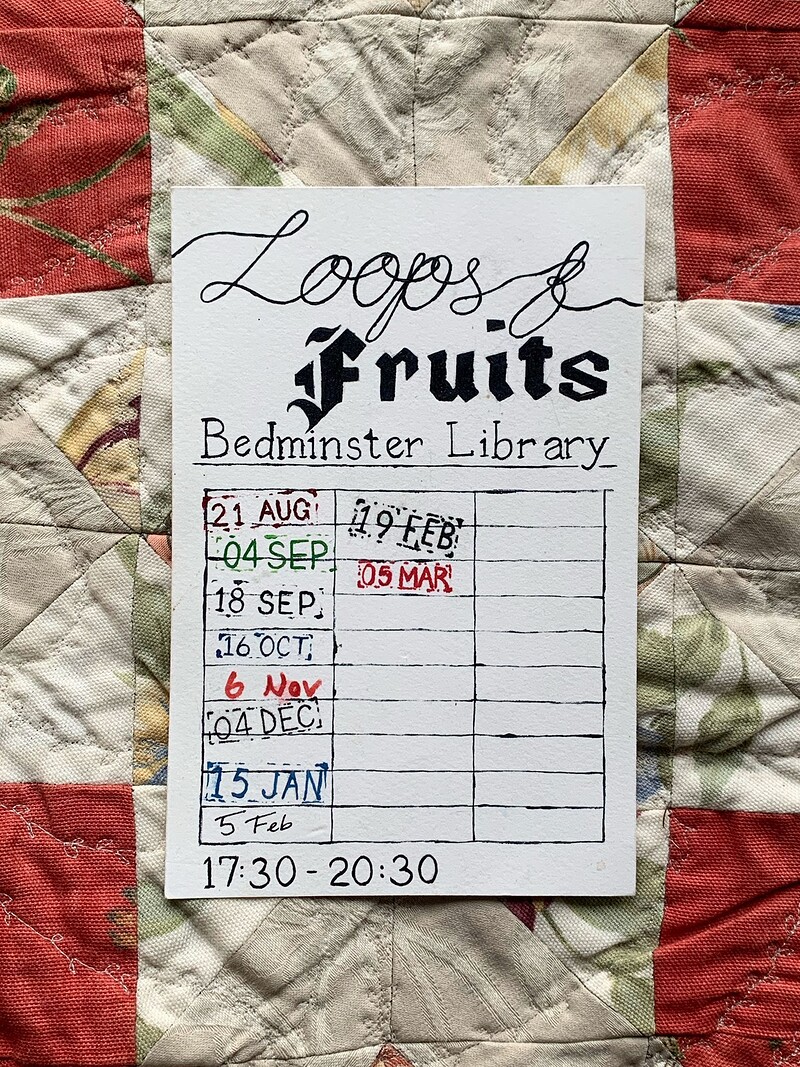 Loops &
Fruits
Bedminster Library
21 AUG
04 SEP
18 SEP
16 OCT
6 Nov
04 DEC
15 JAN
5 Feb
19 FEB
05 MAR
17:30 - 20:30